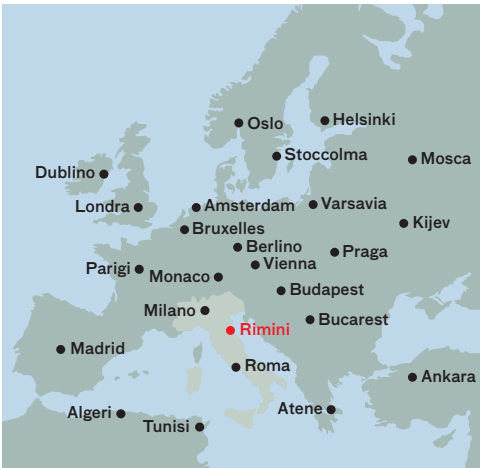 Oslo
Helsinki
Stoccolma
Mosca
Dublino
Londra
Amsterdam
Varsavia
Bruxelles
Kijev
Berlino
Praga
Vienna
Parigi
Monaco
Budapest
Milano
Bucarest
Rimini
Madrid
Roma
Ankara
Algeri
Atene
Tunisi